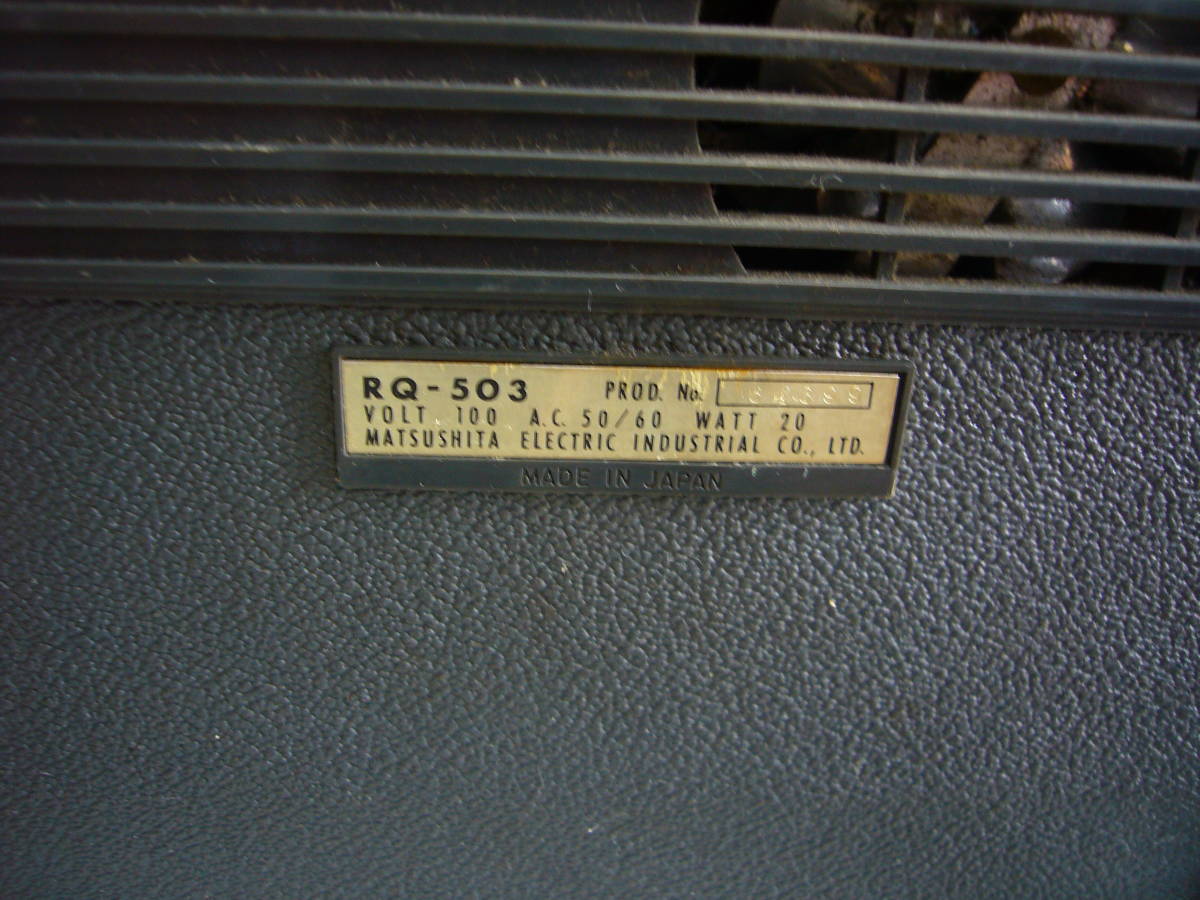 RQ-503 PROD. No.
VOLT. 100 A.C. 50/60 WATT 20
MATSUSHITA ELECTRIC INDUSTRIAL CO., LTD.
MADE IN JAPAN